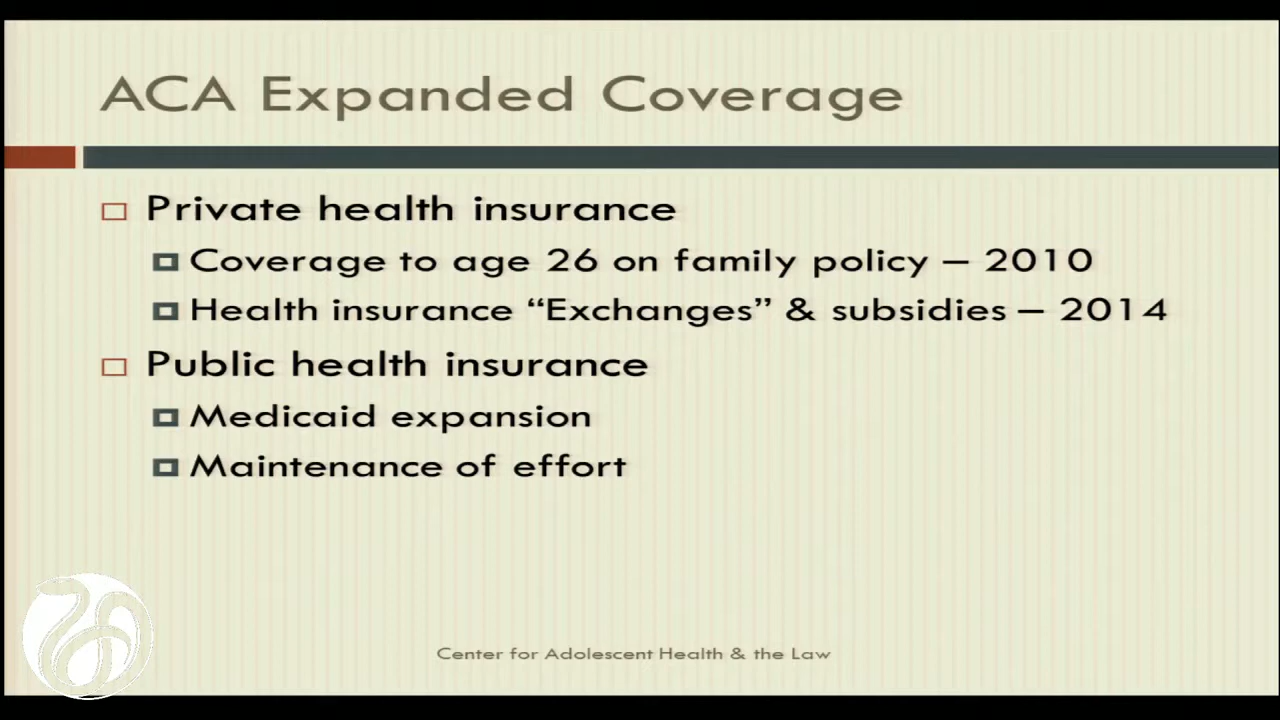 ACA Expanded Coverage
Private health insurance
Coverage to age 26 on family policy – 2010
Health insurance “Exchanges” & subsidies – 2014
Public health insurance
Medicaid expansion
Maintenance of effort
Center for Adolescent Health & the Law